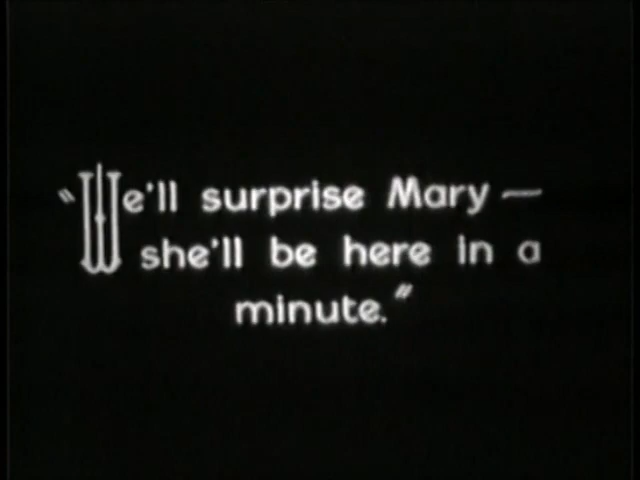 "We'll surprise Mary —
she'll be here in a
minute."